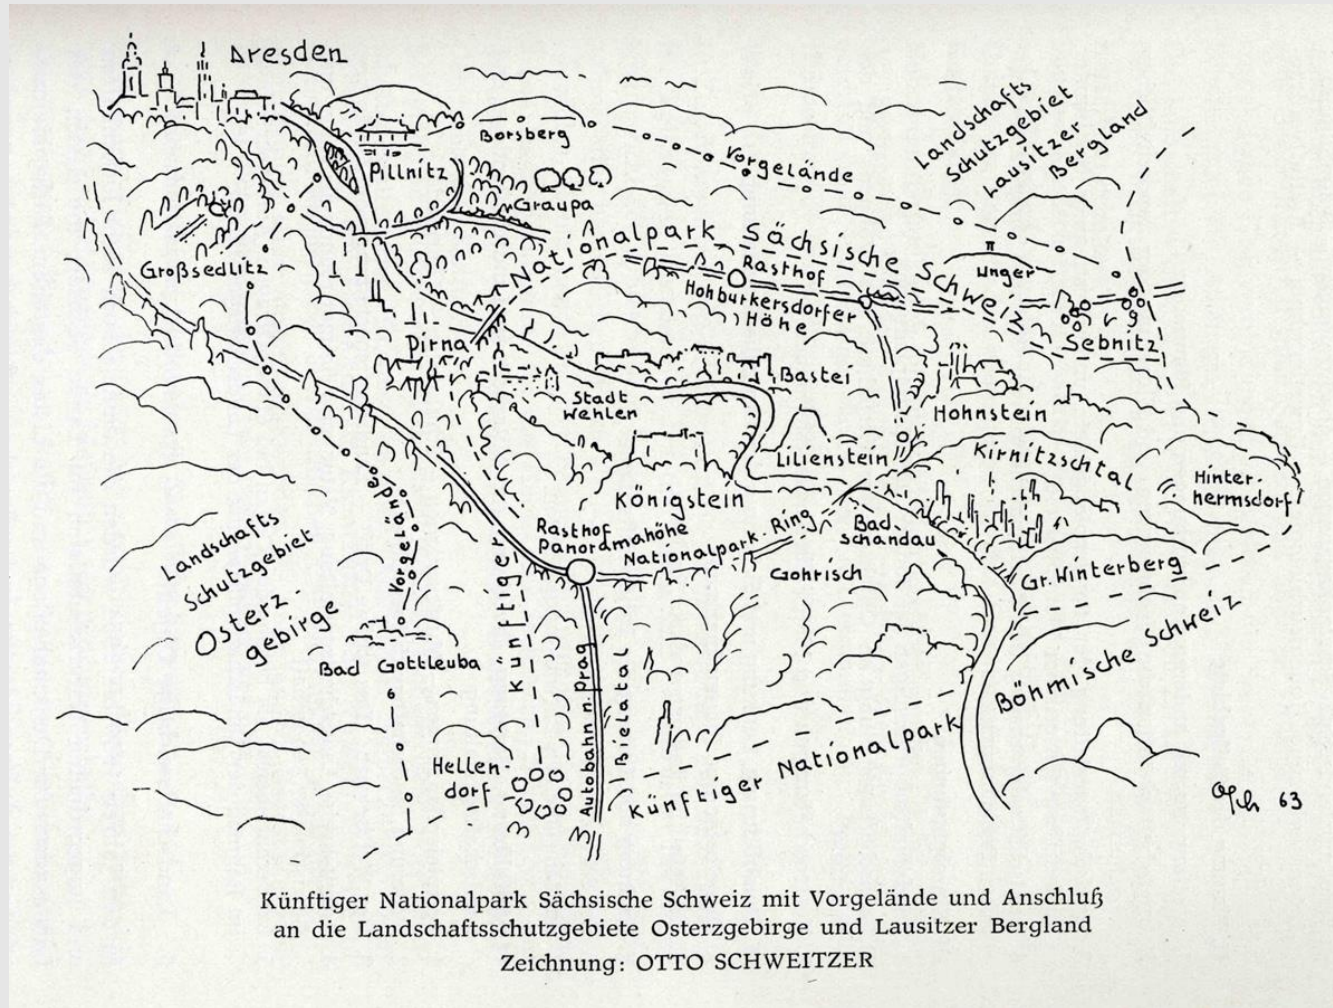 Dresden
Borsberg
Pillnitz
Graupa
Vorgelände
Landschafts
Schutzgebiet
Lausitzer
Bergland
Großsedlitz
Nationalpark Sächsische Schweiz
Rasthof
Hohburkersdorfer
Höhe
Unger
Sebnitz
Pirna
Bastei
Stadt
Wehlen
Hohnstein
Lilienstein
Kirnitzschtal
Hinter-
hermsdorf
Königstein
Rasthof
Panoramahöhe
Nationalpark-Ring
Bad
Schandau
Gohrisch
Gr. Winterberg
Vorgelände
Landschafts
Schutzgebiet
Osterz-
gebirge
Bad Gottleuba
Künftiger
Autobahn n. Prag
Bielatal
Böhmische Schweiz
Hellen-
dorf
Künftiger Nationalpark
63
Künftiger Nationalpark Sächsische Schweiz mit Vorgelände und Anschluß
an die Landschaftsschutzgebiete Osterzgebirge und Lausitzer Bergland
Zeichnung: OTTO SCHWEITZER